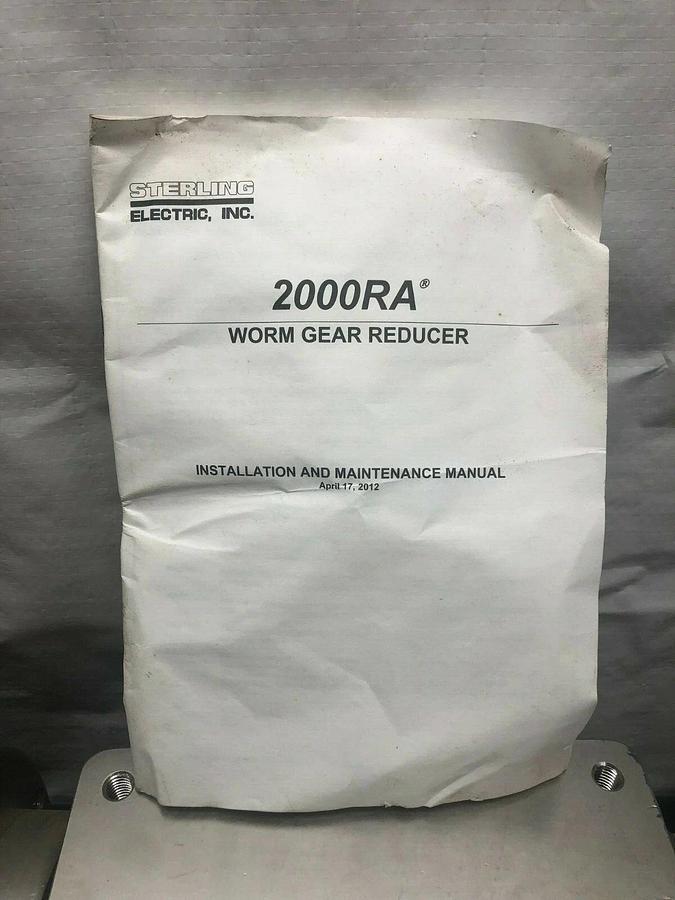 STERLING
ELECTRIC, INC.
2000RA®
WORM GEAR REDUCER
INSTALLATION AND MAINTENANCE MANUAL
April 17, 2012